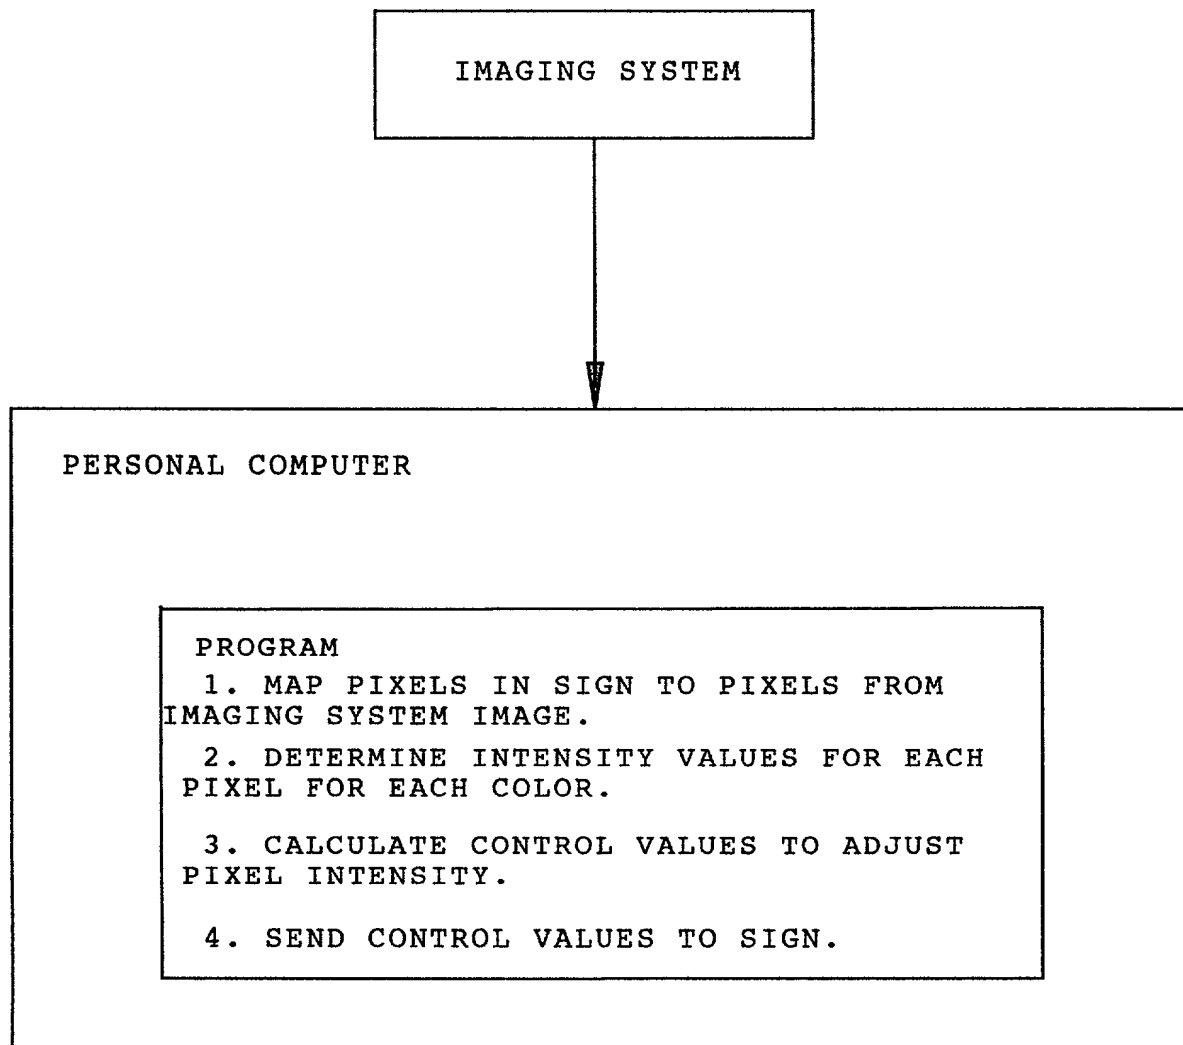 IMAGING SYSTEM
PERSONAL COMPUTER
PROGRAM
1. MAP PIXELS IN SIGN TO PIXELS FROM
IMAGING SYSTEM IMAGE.
2. DETERMINE INTENSITY VALUES FOR EACH
PIXEL FOR EACH COLOR.
3. CALCULATE CONTROL VALUES TO ADJUST
PIXEL INTENSITY.
4. SEND CONTROL VALUES TO SIGN.